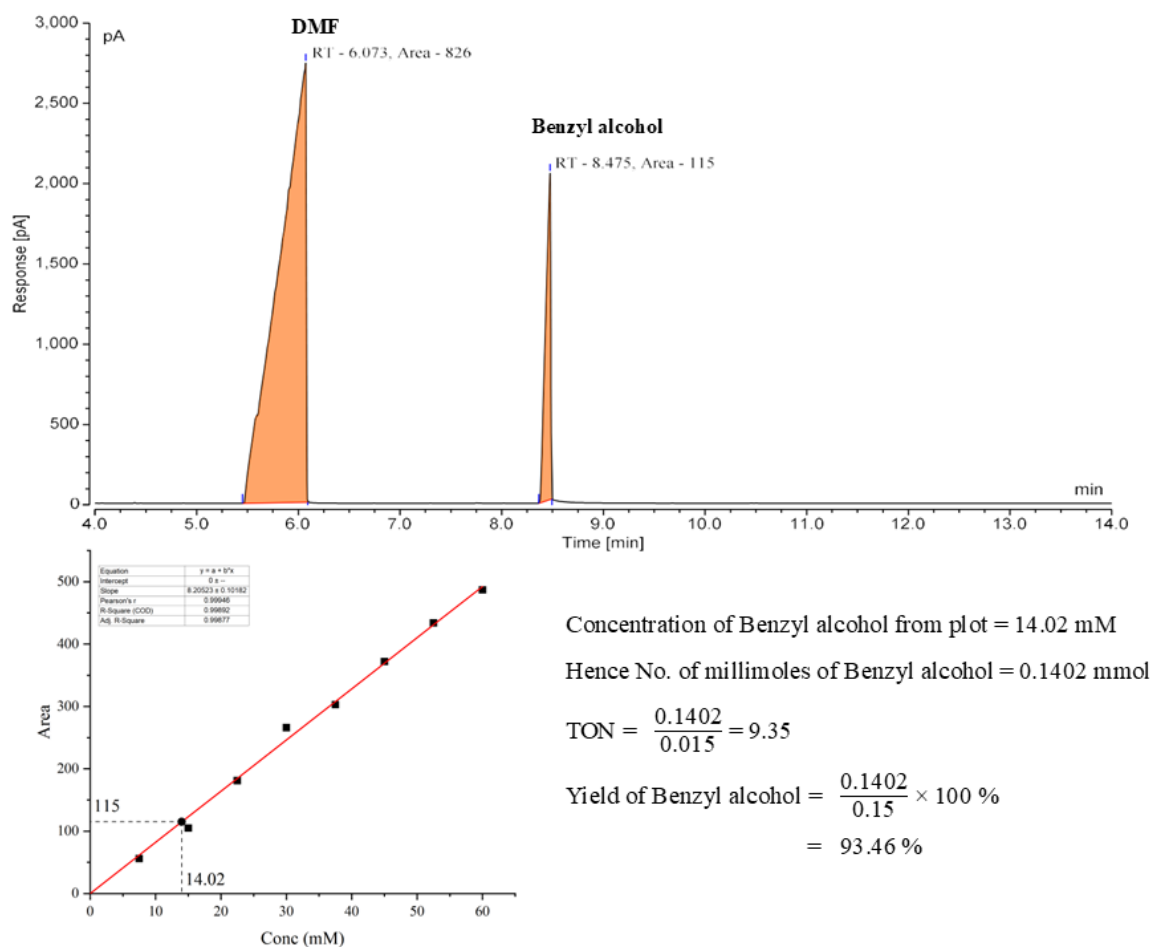 DMF
3,000
pA
RT - 6.073, Area - 826
2,500
Benzyl alcohol
RT - 8.475, Area - 115
2,000
1,500
1,000
500
0
Response [pA]
min
4.0 5.0 6.0 7.0 8.0 9.0 10.0 11.0 12.0 13.0 14.0
Time [min]
Equation y = a + b*x
Intercept 0 ± --
Slope 8.20523 ± 0.10182
Pearson's r 0.99946
R-Square (COD) 0.99892
Adj. R-Square 0.99877
500
400
300
200
100
0
Area
115
14.02
0 10 20 30 40 50 60
Conc (mM)
Concentration of Benzyl alcohol from plot = 14.02 mM
Hence No. of millimoles of Benzyl alcohol = 0.1402 mmol
TON = 0.1402 / 0.015 = 9.35
Yield of Benzyl alcohol = 0.1402 / 0.15 × 100 %
= 93.46 %